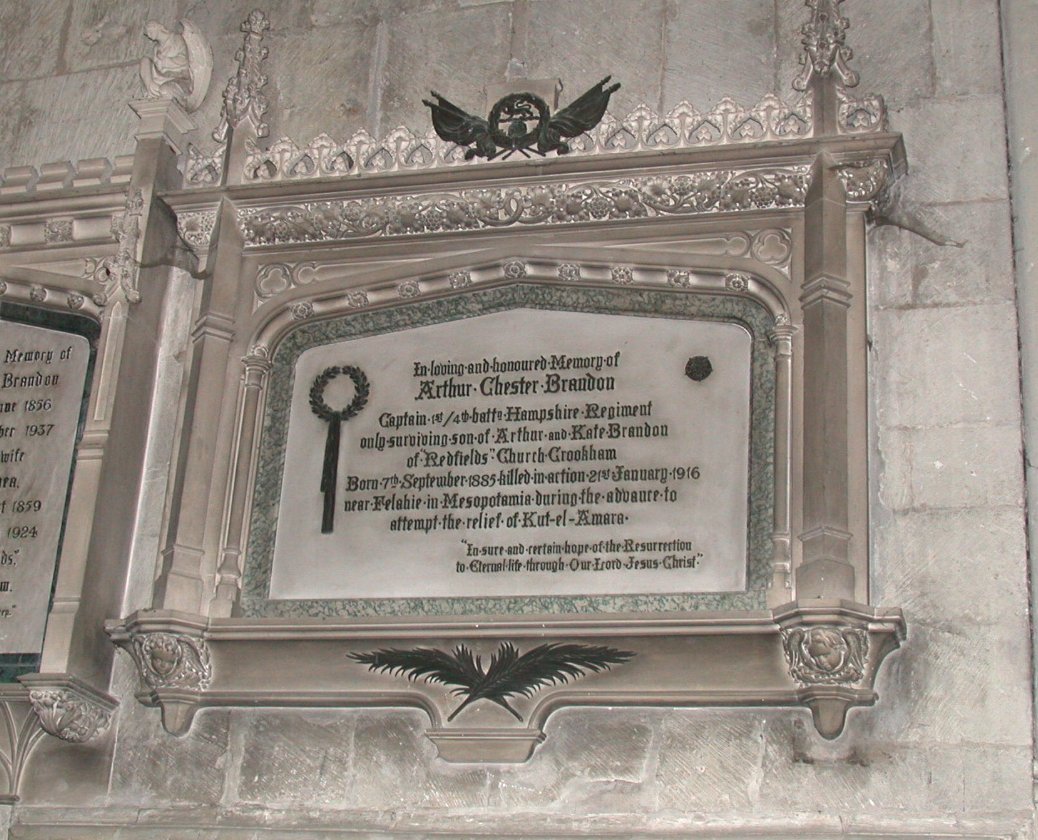 Memory of
Brandon
1856
1937
wife
1859
1924
In·loving·and·honoured·Memory·of
Arthur·Chester·Brandon
Captain·1st/4th·battn·Hampshire·Regiment
only·surviving·son·of·Arthur·and·Kate·Brandon
of·"Redfields"·Church·Crookham
Born·7th·September·1885·killed·in·action·21st·January·1916
near·Felahie·in·Mesopotamia·during·the·advance·to
attempt·the·relief·of·Kut-el-Amara·
"In·sure·and·certain·hope·of·the·Resurrection
to·Eternal·life·through·Our·Lord·Jesus·Christ"